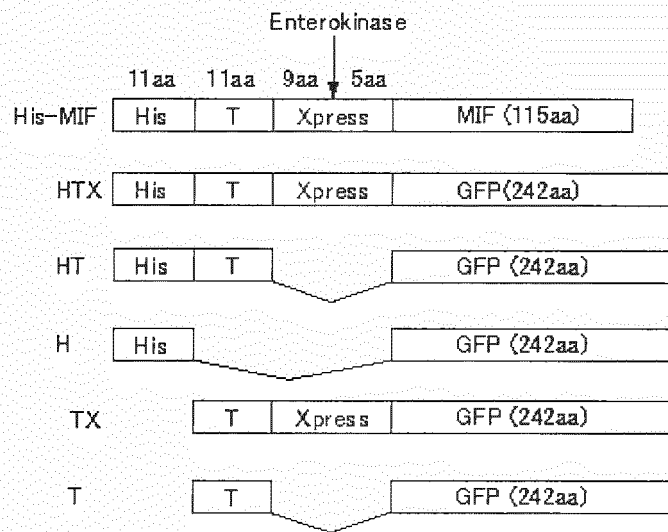 Enterokinase
11aa 11aa 9aa 5aa
His-MIF His T Xpress MIF (115aa)
HTX His T Xpress GFP(242aa)
HT His T GFP (242aa)
H His GFP (242aa)
TX T Xpress GFP (242aa)
T T GFP (242aa)